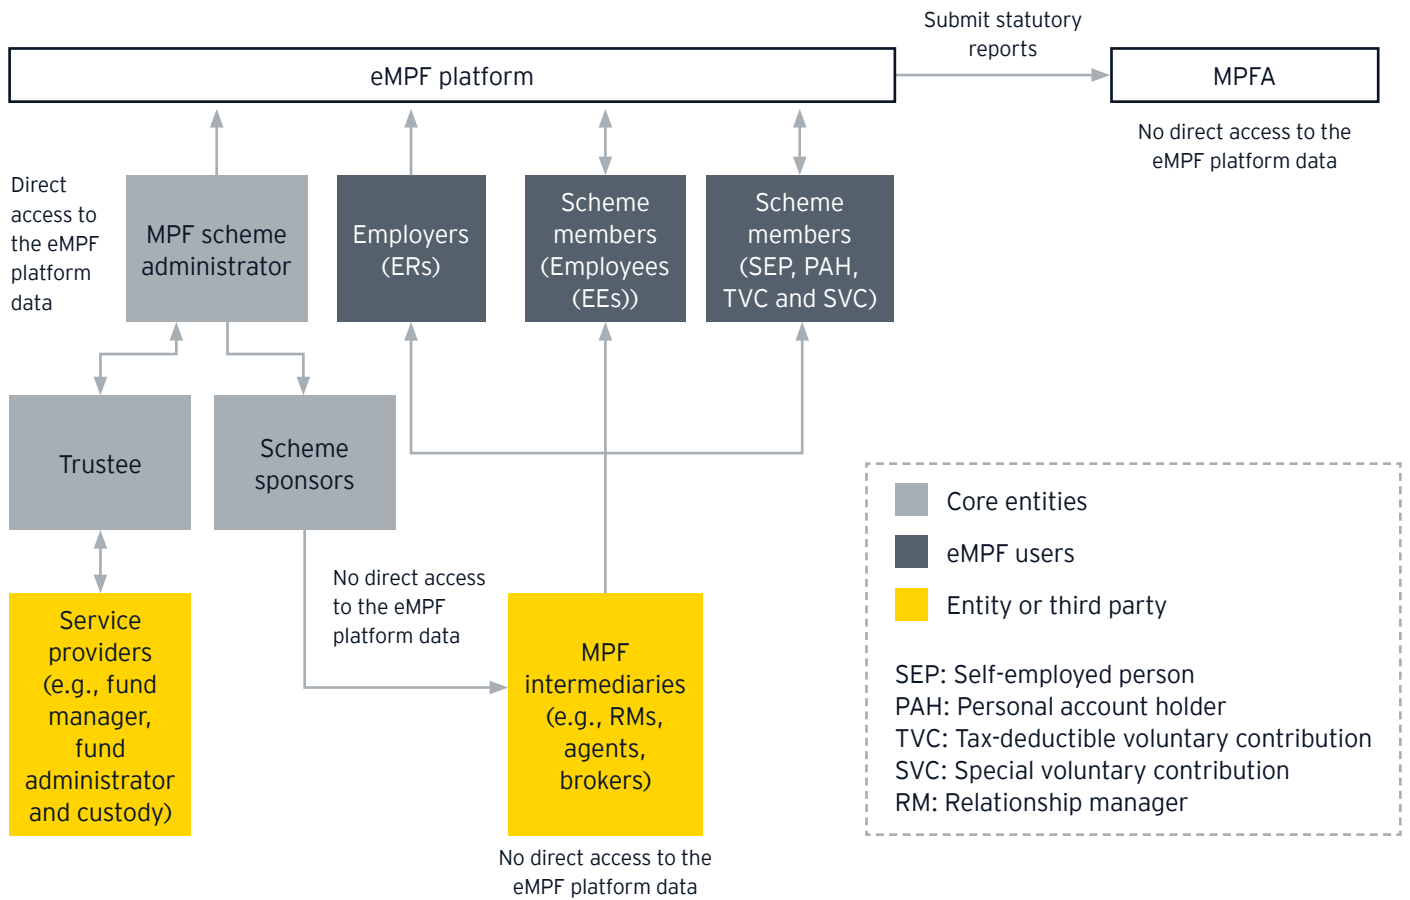 Submit statutory
reports
eMPF platform
MPFA
No direct access to the
eMPF platform data
Direct
access to
the eMPF
platform
data
MPF scheme
administrator
Employers
(ERs)
Scheme
members
(Employees
(EEs))
Scheme
members
(SEP, PAH,
TVC and SVC)
Trustee
Scheme
sponsors
No direct access
to the eMPF
platform data
Service
providers
(e.g., fund
manager,
fund
administrator
and custody)
MPF
intermediaries
(e.g., RMs,
agents,
brokers)
No direct access to the
eMPF platform data
Core entities
eMPF users
Entity or third party
SEP: Self-employed person
PAH: Personal account holder
TVC: Tax-deductible voluntary contribution
SVC: Special voluntary contribution
RM: Relationship manager